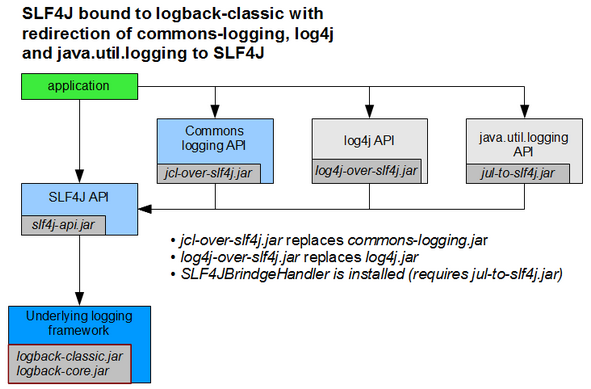 SLF4J bound to logback-classic with
redirection of commons-logging, log4j
and java.util.logging to SLF4J
application
Commons
logging API
jcl-over-slf4j.jar
log4j API
log4j-over-slf4j.jar
java.util.logging
API
jul-to-slf4j.jar
SLF4J API
slf4j-api.jar
• jcl-over-slf4j.jar replaces commons-logging.jar
• log4j-over-slf4j.jar replaces log4j.jar
• SLF4JBridgeHandler is installed (requires jul-to-slf4j.jar)
Underlying logging
framework
logback-classic.jar
logback-core.jar